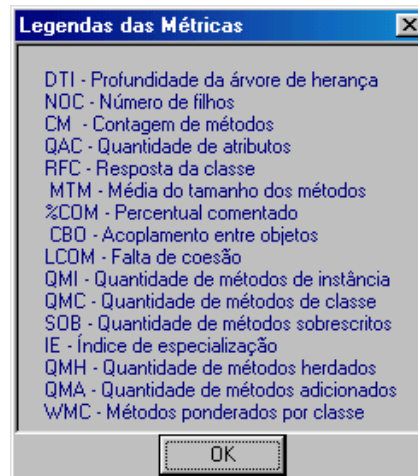 Legendas das Métricas
DTI - Profundidade da árvore de herança
NOC - Número de filhos
CM - Contagem de métodos
QAC - Quantidade de atributos
RFC - Resposta da classe
MTM - Média do tamanho dos métodos
%COM - Percentual comentado
CBO - Acoplamento entre objetos
LCOM - Falta de coesão
QMI - Quantidade de métodos de instância
QMC - Quantidade de métodos de classe
SOB - Quantidade de métodos sobrescritos
IE - Índice de especialização
QMH - Quantidade de métodos herdados
QMA - Quantidade de métodos adicionados
WMC - Métodos ponderados por classe
OK